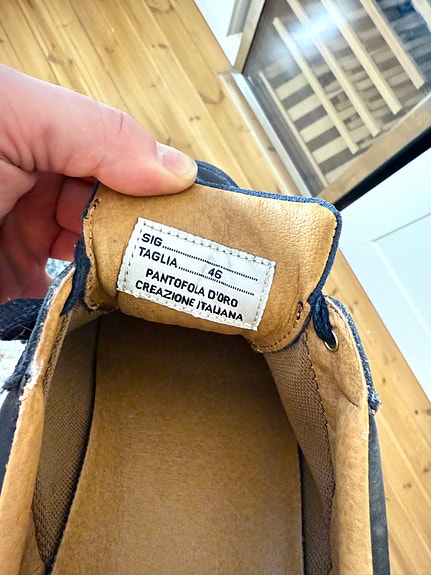 SIG..............................
TAGLIA........46..........
PANTOFOLA D'ORO
CREAZIONE ITALIANA